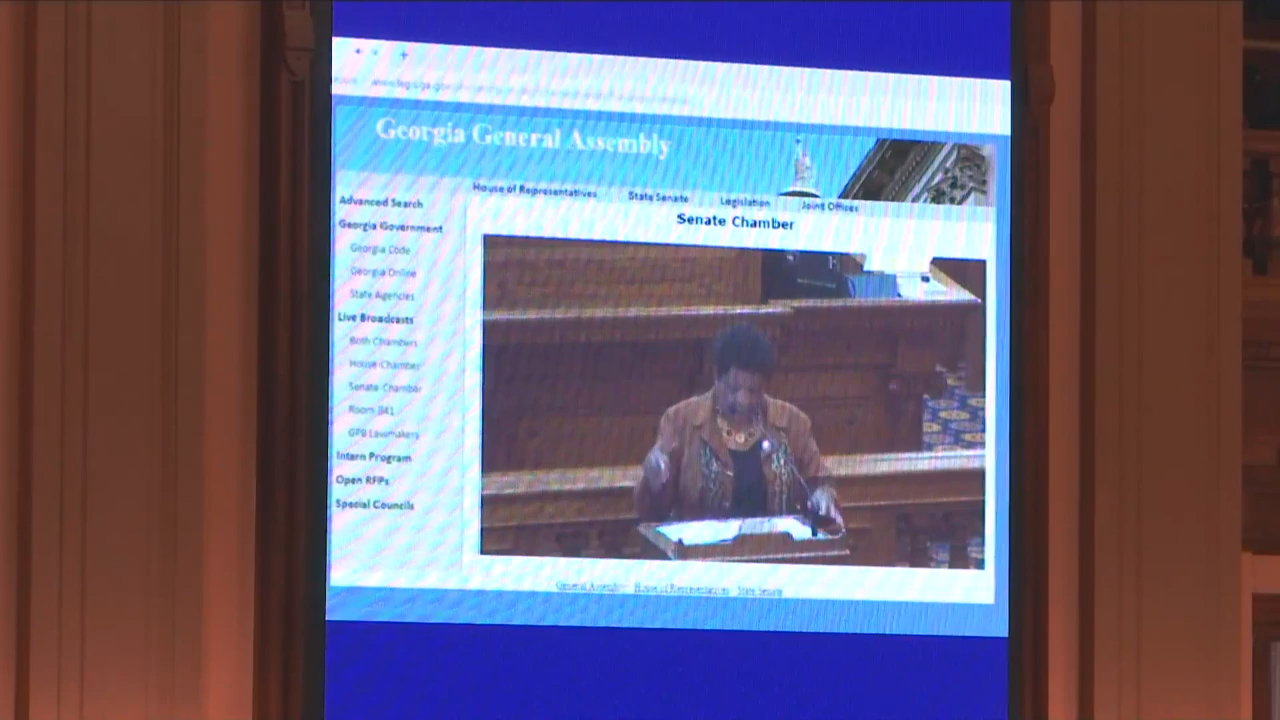 Georgia General Assembly
House of Representatives State Senate Legislation Joint Offices
Advanced Search
Georgia Government
Georgia Code
Georgia Online
State Agencies
Live Broadcasts
Both Chambers
House Chamber
Senate Chamber
Room 341
GPB Lawmakers
Intern Program
Open RFPs
Special Councils
Senate Chamber
General Assembly House of Representatives State Senate